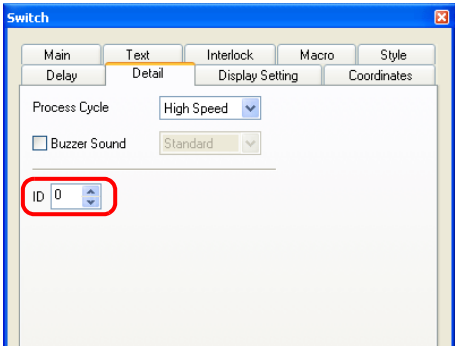 Switch
Main Text Interlock Macro Style
Delay Detail Display Setting Coordinates
Process Cycle High Speed
Buzzer Sound Standard
ID 0